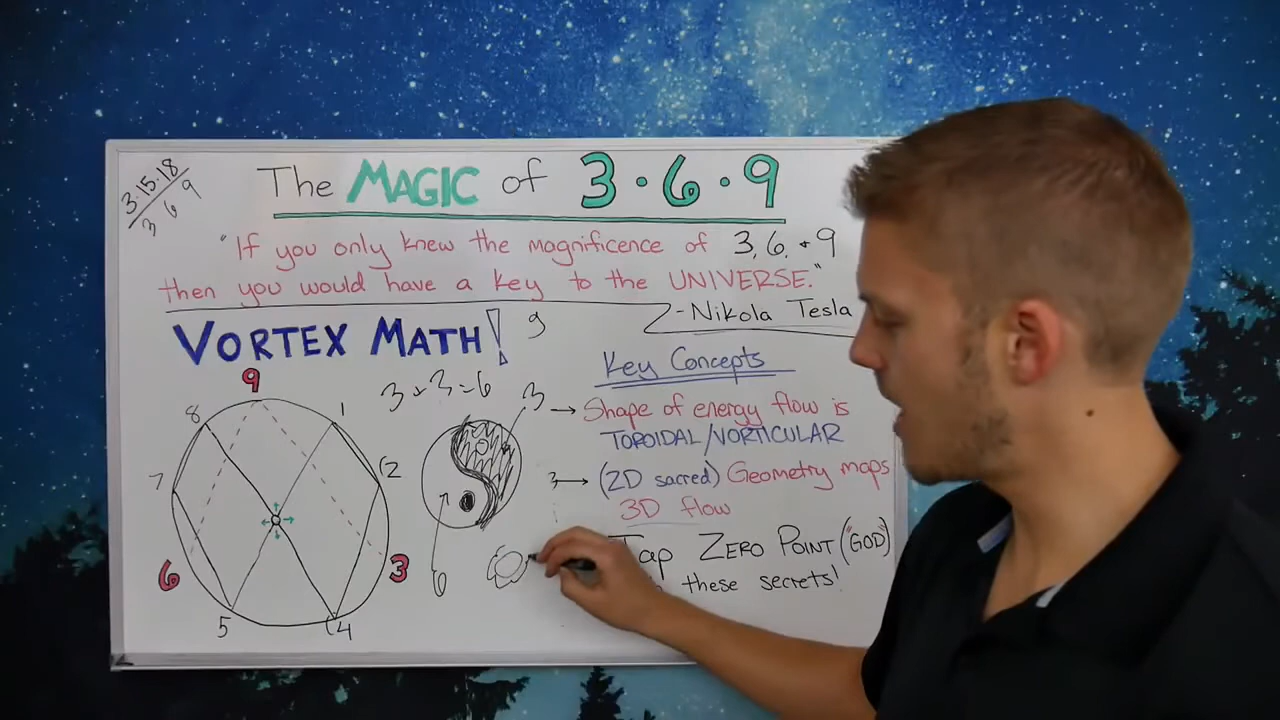 The MAGIC of 3·6·9
3·15·18
3 6 9
"If you only knew the magnificence of 3, 6, + 9
then you would have a key to the UNIVERSE."
-Nikola Tesla
VORTEX MATH!
9
Key Concepts
9
8
1
7
2
6
3
5
4
3+3=6
3
6
→ Shape of energy flow is
TOROIDAL/VORTICULAR
→ (2D sacred) Geometry maps
3D flow
Tap ZERO POINT ("GOD")
these secrets!